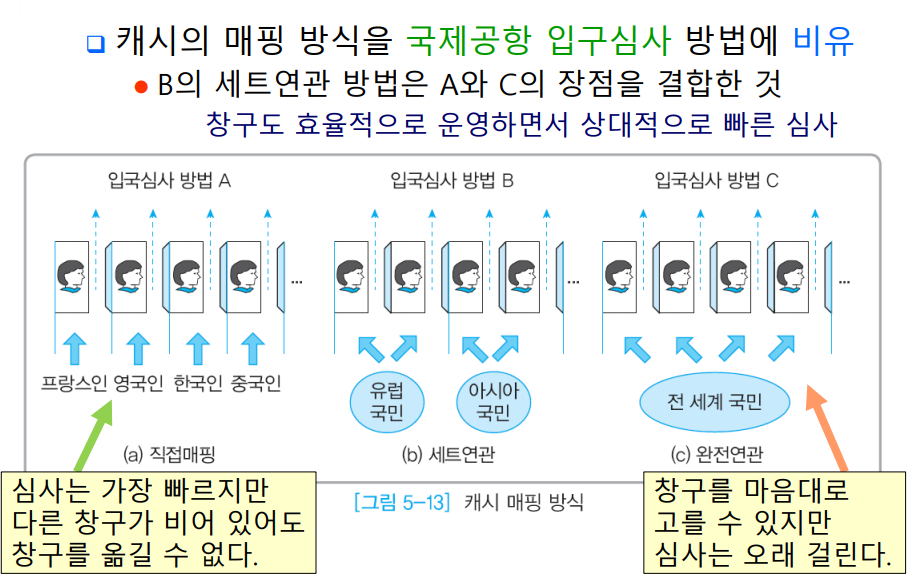 캐시의 매핑 방식을 국제공항 입구심사 방법에 비유
B의 세트연관 방법은 A와 C의 장점을 결합한 것
창구도 효율적으로 운영하면서 상대적으로 빠른 심사
입국심사 방법 A
입국심사 방법 B
입국심사 방법 C
...
...
...
프랑스인 영국인 한국인 중국인
유럽
국민
아시아
국민
전 세계 국민
(a) 직접매핑
(b) 세트연관
(c) 완전연관
심사는 가장 빠르지만
다른 창구가 비어 있어도
창구를 옮길 수 없다.
[그림 5-13] 캐시 매핑 방식
창구를 마음대로
고를 수 있지만
심사는 오래 걸린다.